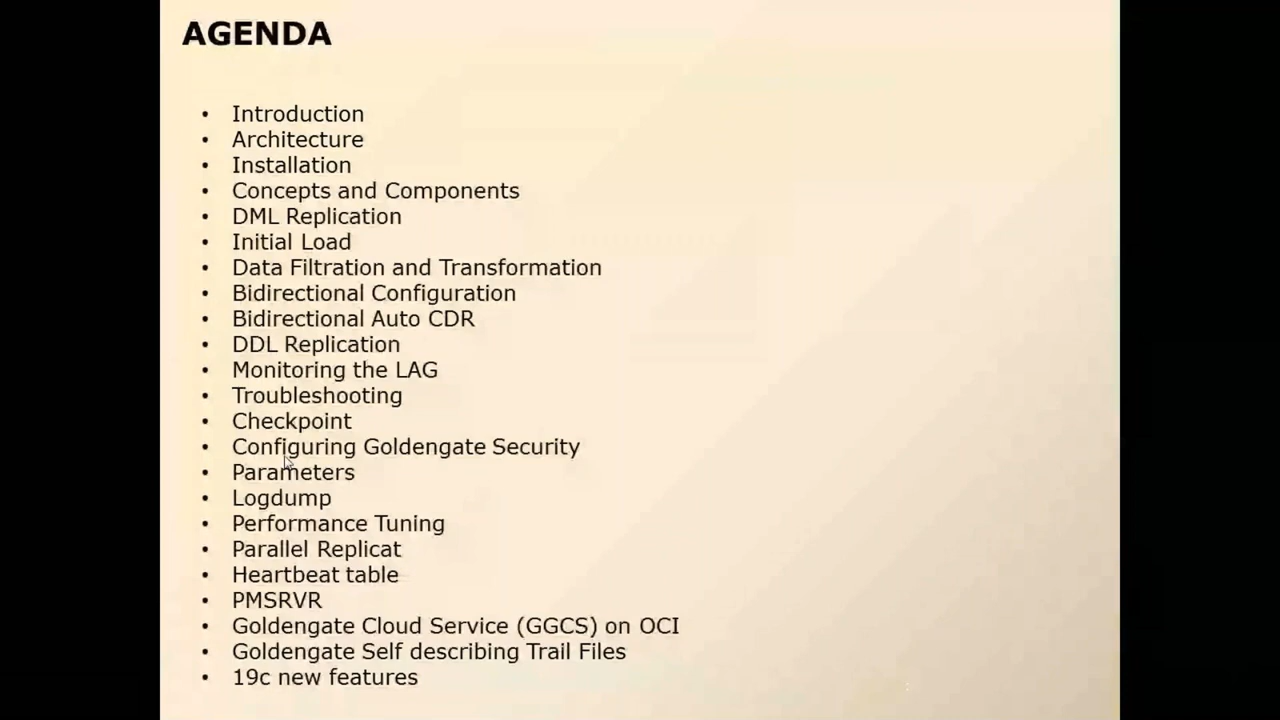 AGENDA
• Introduction
• Architecture
• Installation
• Concepts and Components
• DML Replication
• Initial Load
• Data Filtration and Transformation
• Bidirectional Configuration
• Bidirectional Auto CDR
• DDL Replication
• Monitoring the LAG
• Troubleshooting
• Checkpoint
• Configuring Goldengate Security
• Parameters
• Logdump
• Performance Tuning
• Parallel Replicat
• Heartbeat table
• PMSRVR
• Goldengate Cloud Service (GGCS) on OCI
• Goldengate Self describing Trail Files
• 19c new features